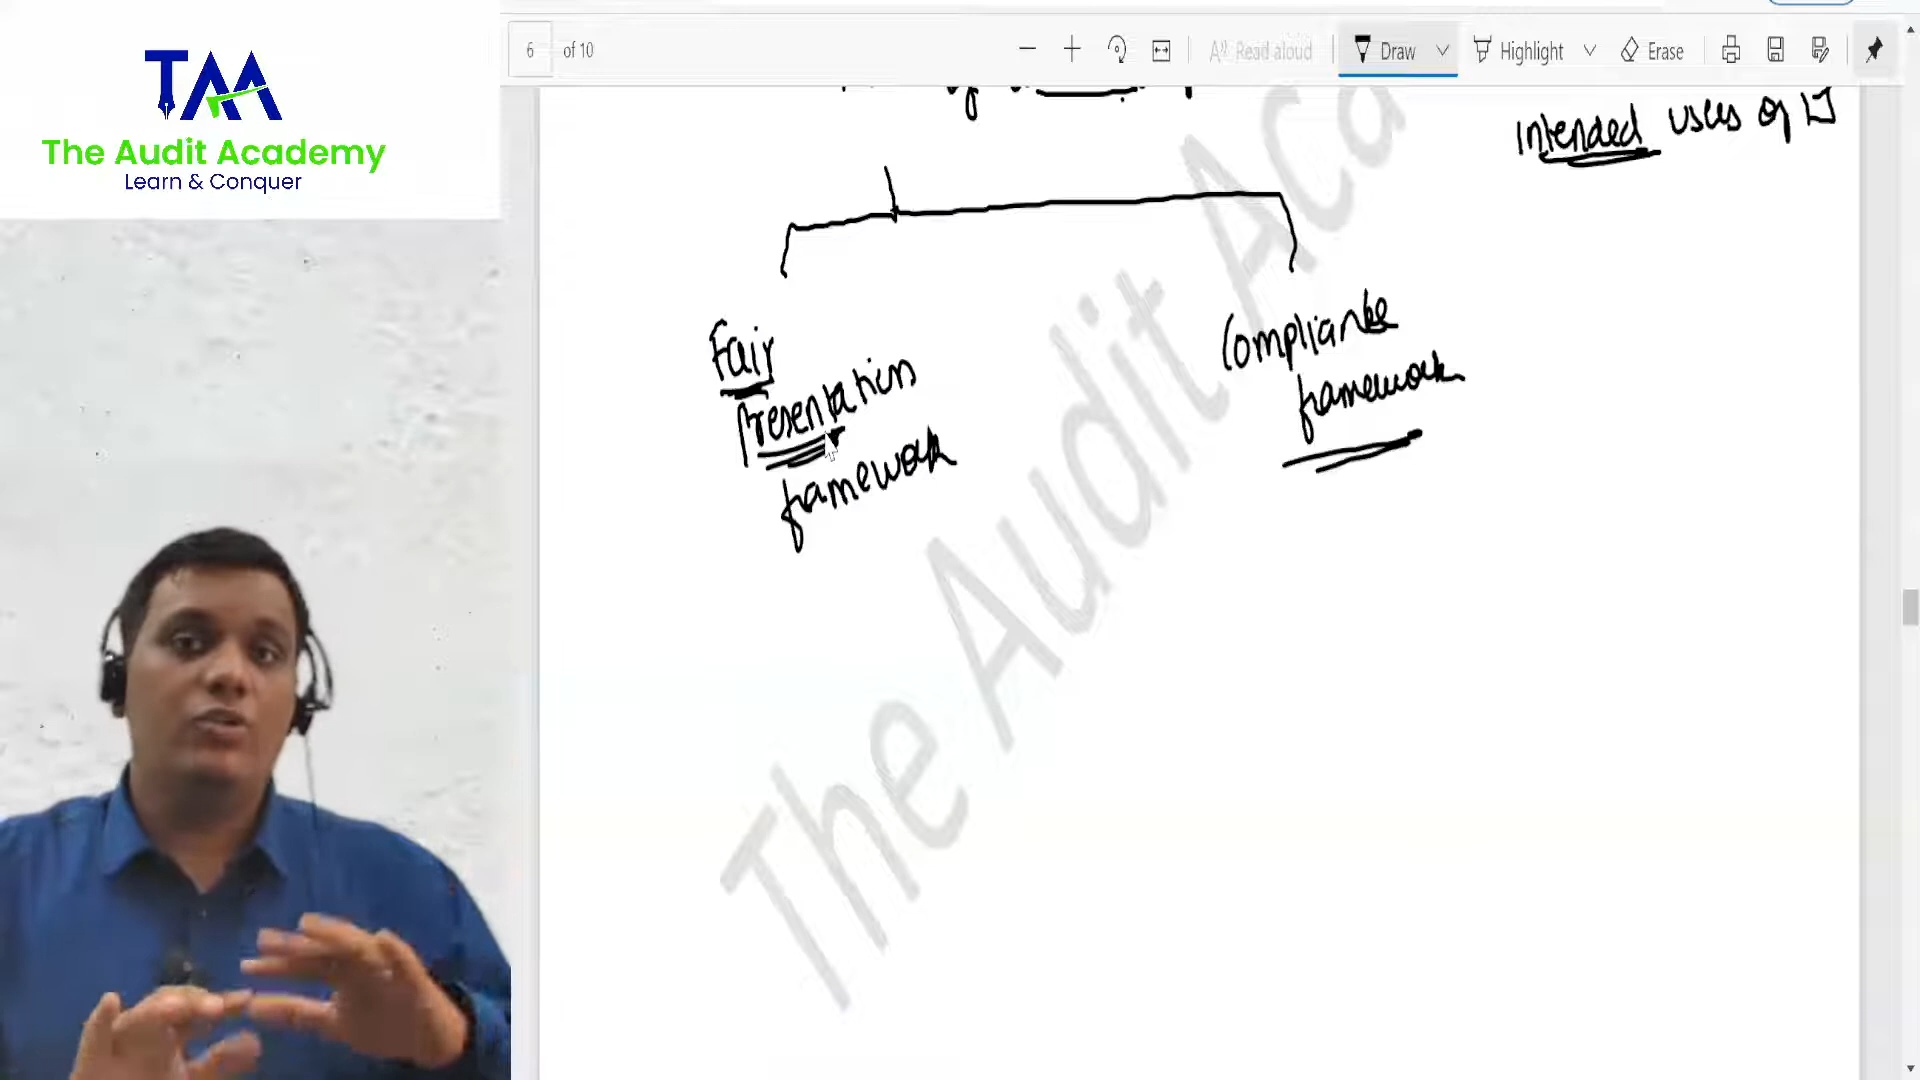 TAA
The Audit Academy
Learn & Conquer
6 of 10
Read aloud
Draw
Highlight
Erase
Intended uses of
Fair
Presentation
framework
Compliance
framework
The Audit Aca